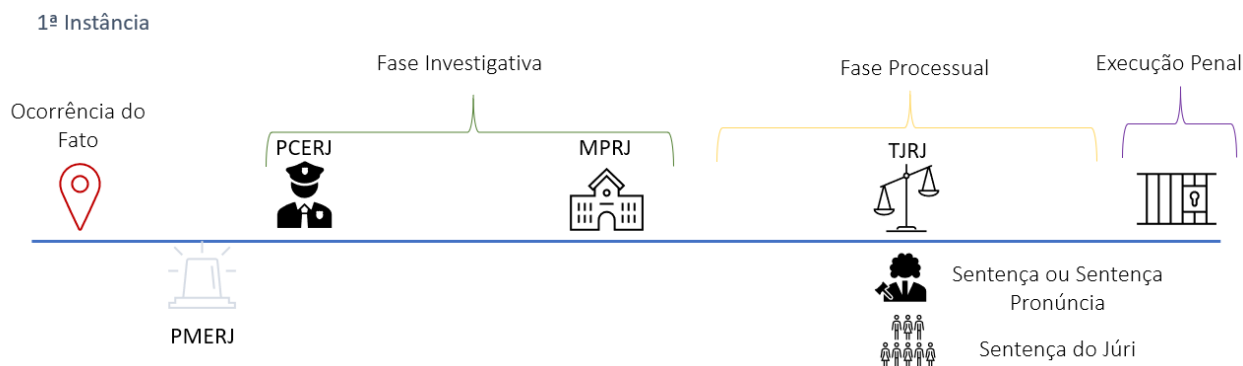 1ª Instância
Fase Investigativa
Fase Processual
Execução Penal
Ocorrência do
Fato
PCERJ
MPRJ
TJRJ
PMERJ
Sentença ou Sentença
Pronúncia
Sentença do Júri